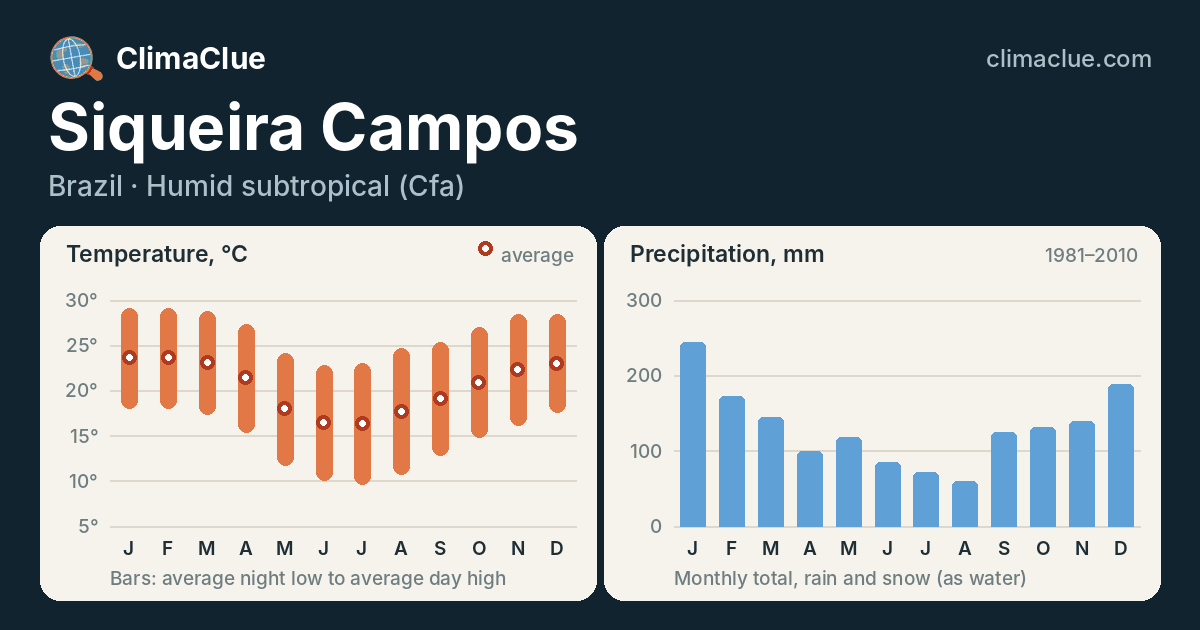 ClimaClue
climaclue.com
Siqueira Campos
Brazil · Humid subtropical (Cfa)
Temperature, °C
average
30°
25°
20°
15°
10°
5°
J F M A M J J A S O N D
Bars: average night low to average day high
Precipitation, mm
1981–2010
300
200
100
0
J F M A M J J A S O N D
Monthly total, rain and snow (as water)